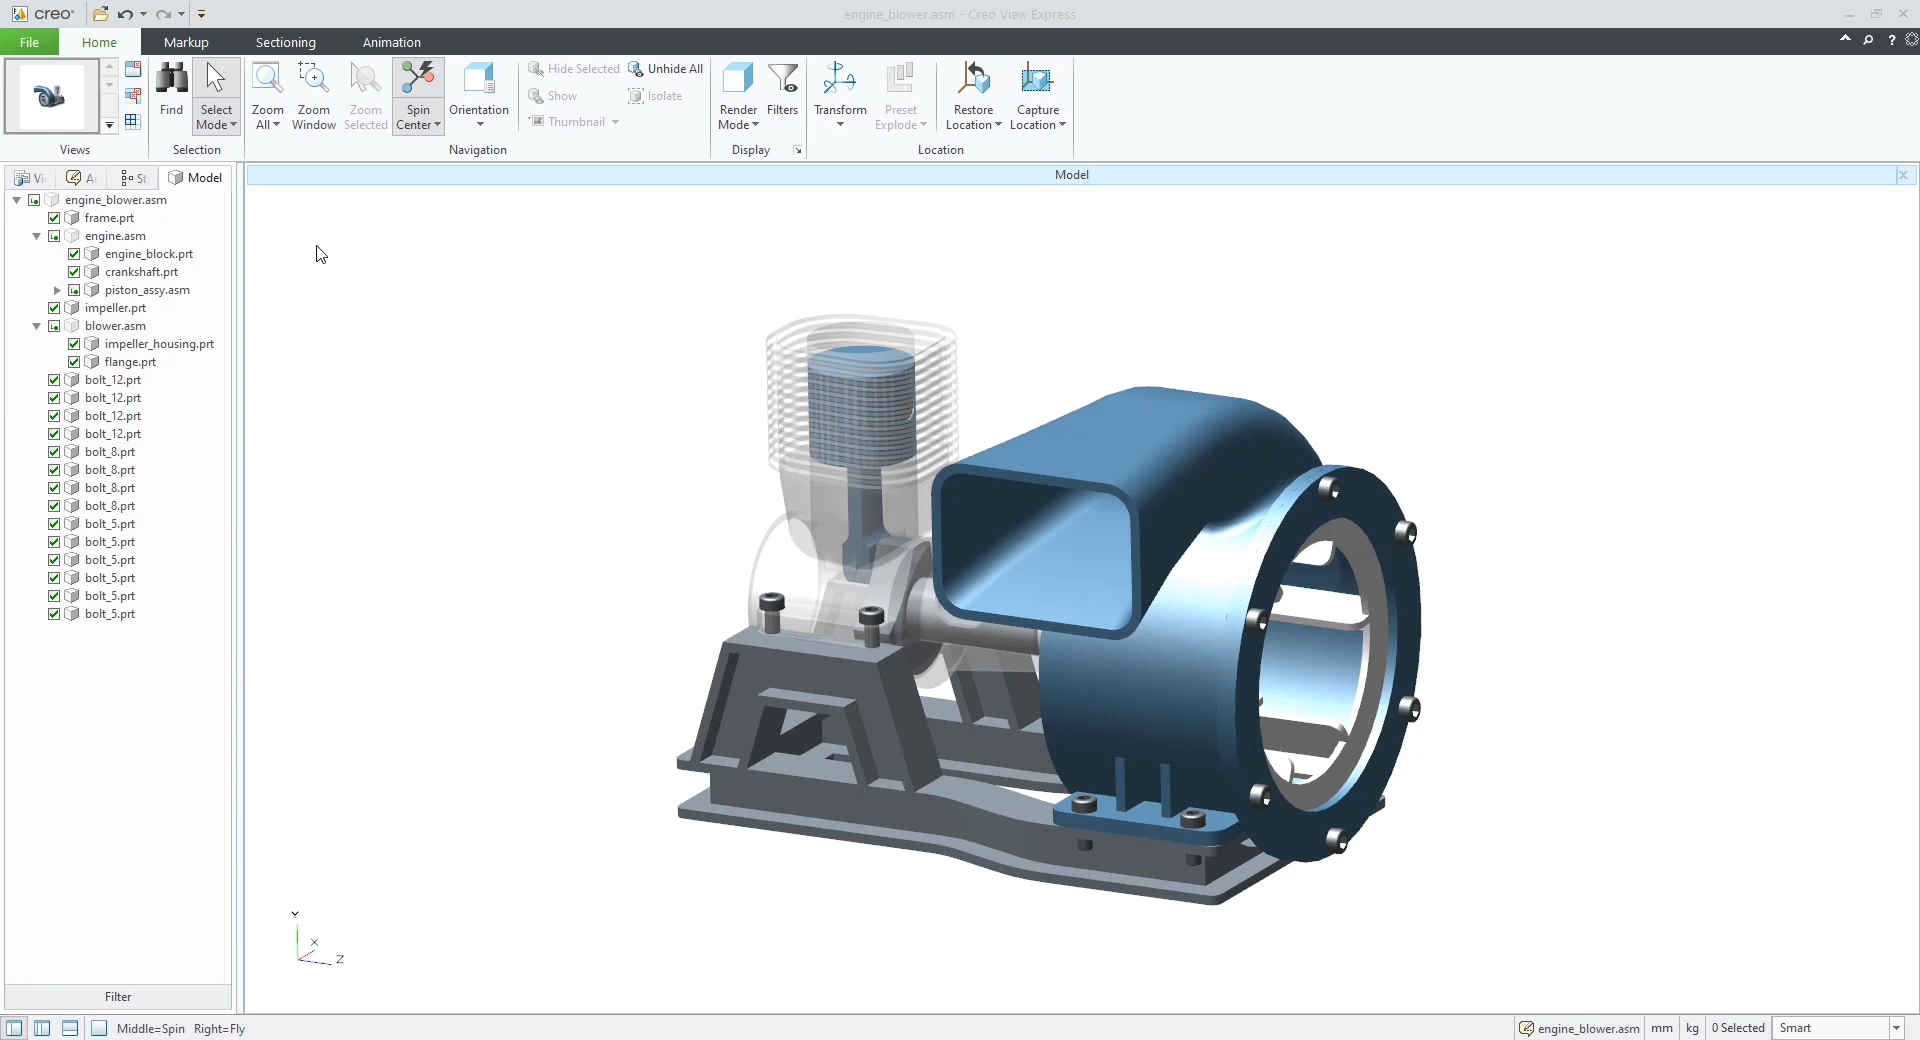 creo
engine_blower.asm - Creo View Express
File
Home
Markup
Sectioning
Animation
?
Find
Select
Mode
Zoom
All
Zoom
Window
Zoom
Selected
Spin
Center
Orientation
Hide Selected
Unhide All
Show
Isolate
Thumbnail
Render
Mode
Filters
Transform
Preset
Explode
Restore
Location
Capture
Location
Views
Selection
Navigation
Display
Location
Vi
A
St
Model
Model
engine_blower.asm
frame.prt
engine.asm
engine_block.prt
crankshaft.prt
piston_assy.asm
impeller.prt
blower.asm
impeller_housing.prt
flange.prt
bolt_12.prt
bolt_12.prt
bolt_12.prt
bolt_12.prt
bolt_8.prt
bolt_8.prt
bolt_8.prt
bolt_8.prt
bolt_5.prt
bolt_5.prt
bolt_5.prt
bolt_5.prt
bolt_5.prt
bolt_5.prt
Y
X
Z
Filter
Middle=Spin Right=Fly
engine_blower.asm
mm
kg
0 Selected
Smart